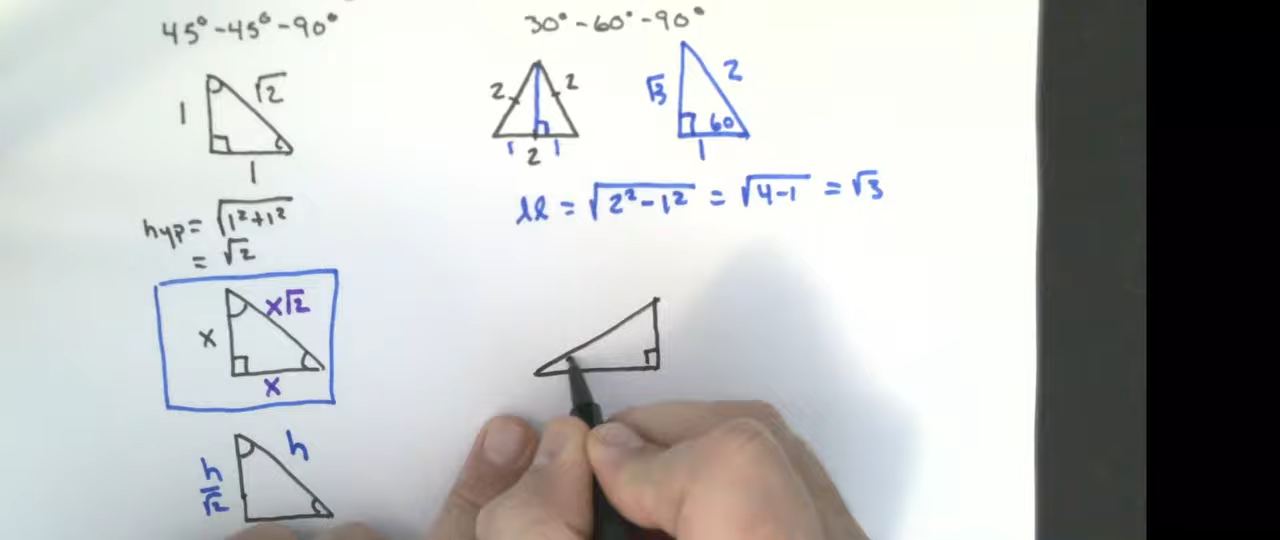 45° - 45° - 90°
1
√2
1
hyp = √1²+1²
= √2
x
x√2
x
h
h/√2
30° - 60° - 90°
2
2
1 2 1
√3
2
60
1
ll = √2²-1² = √4-1 = √3